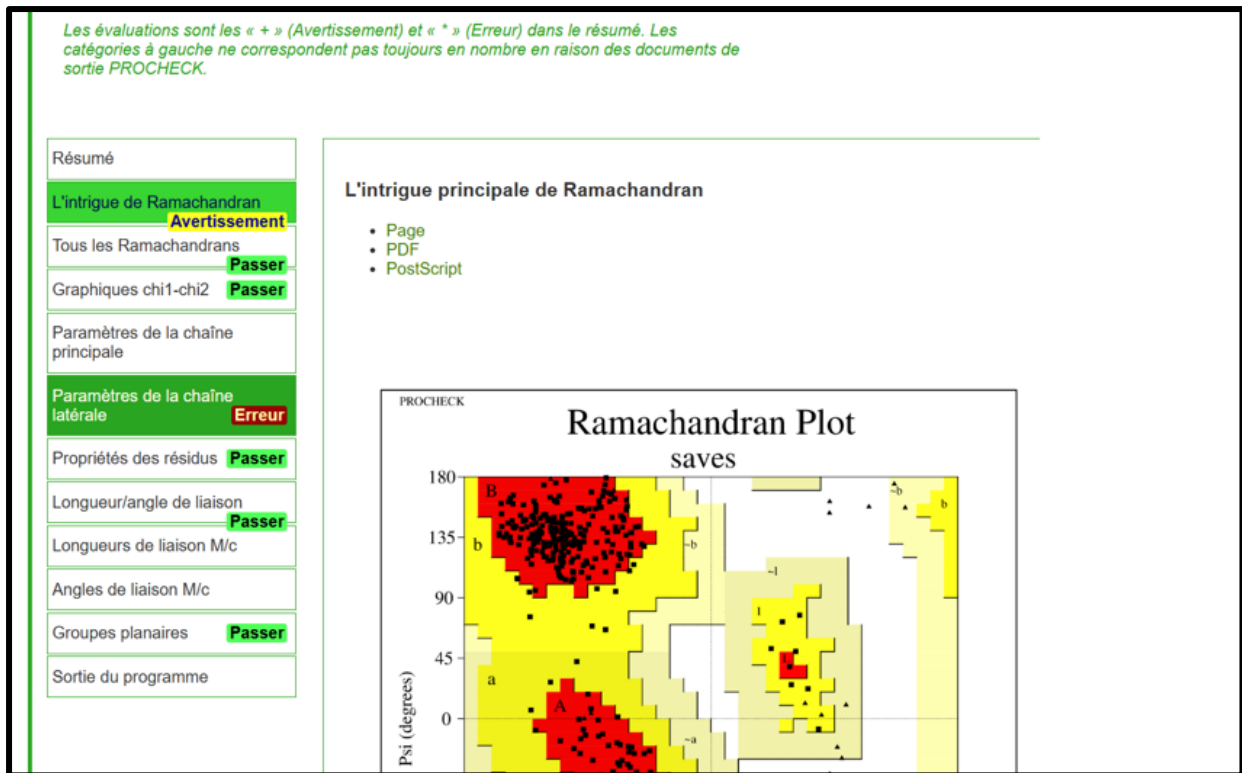 Les évaluations sont les « + » (Avertissement) et « * » (Erreur) dans le résumé. Les
catégories à gauche ne correspondent pas toujours en nombre en raison des documents de
sortie PROCHECK.
Résumé
L'intrigue de Ramachandran
Avertissement
Tous les Ramachandrans
Passer
Graphiques chi1-chi2 Passer
Paramètres de la chaîne
principale
Paramètres de la chaîne
latérale Erreur
Propriétés des résidus Passer
Longueur/angle de liaison
Passer
Longueurs de liaison M/c
Angles de liaison M/c
Groupes planaires Passer
Sortie du programme
L'intrigue principale de Ramachandran
• Page
• PDF
• PostScript
PROCHECK
Ramachandran Plot
saves
180
B
~b
b
135
b
~b
~l
90
l
45
a
A
0
~a
Psi (degrees)